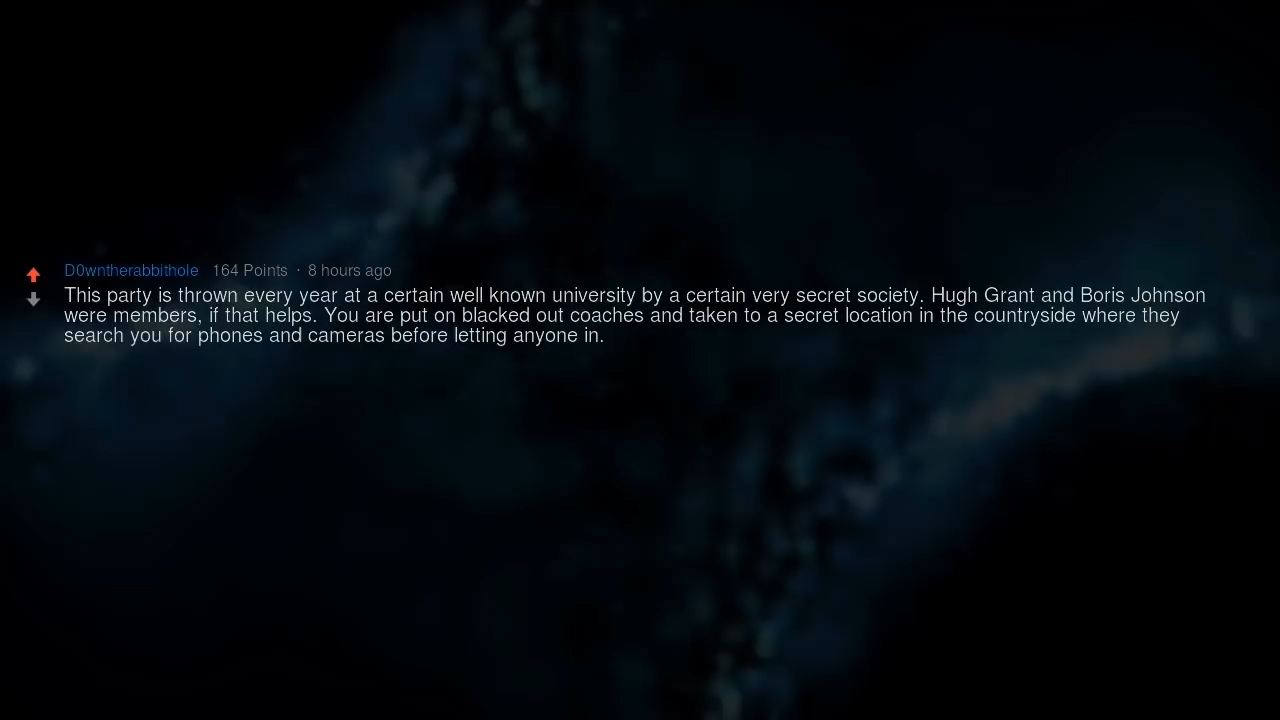 D0wntherabbithole 164 Points · 8 hours ago
This party is thrown every year at a certain well known university by a certain very secret society. Hugh Grant and Boris Johnson
were members, if that helps. You are put on blacked out coaches and taken to a secret location in the countryside where they
search you for phones and cameras before letting anyone in.